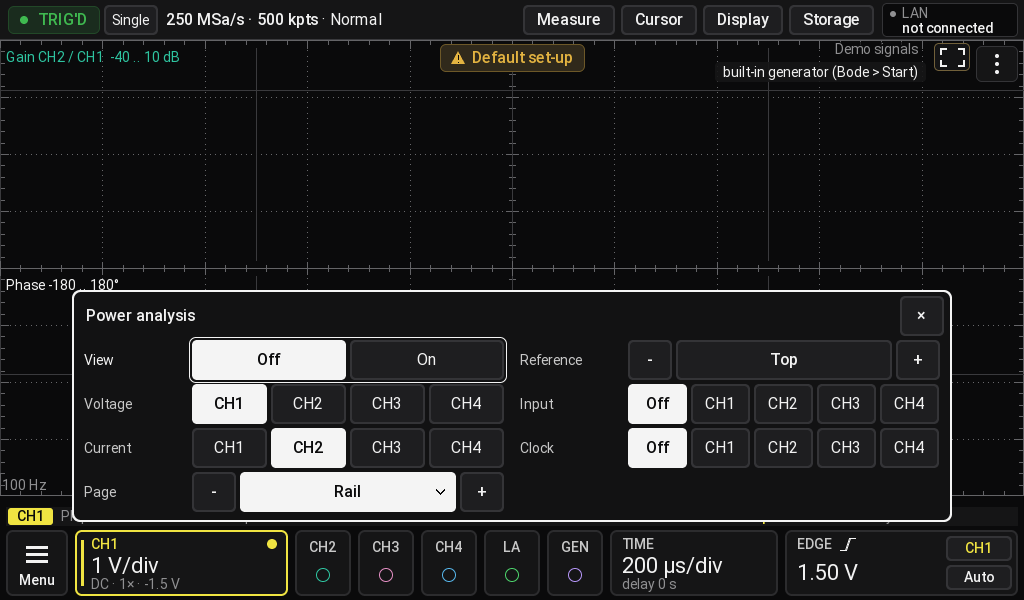 TRIG'D Single 250 MSa/s · 500 kpts · Normal Measure Cursor Display Storage LAN
not connected
Gain CH2 / CH1 -40 .. 10 dB
Default set-up
Demo signals
built-in generator (Bode > Start)
Phase -180 .. 180°
Power analysis ×
View Off On Reference - Top +
Voltage CH1 CH2 CH3 CH4 Input Off CH1 CH2 CH3 CH4
Current CH1 CH2 CH3 CH4 Clock Off CH1 CH2 CH3 CH4
Page - Rail +
100 Hz
CH1
Menu
CH1
1 V/div
DC · 1× · -1.5 V
CH2 CH3 CH4 LA GEN
TIME
200 µs/div
delay 0 s
EDGE
1.50 V
CH1
Auto